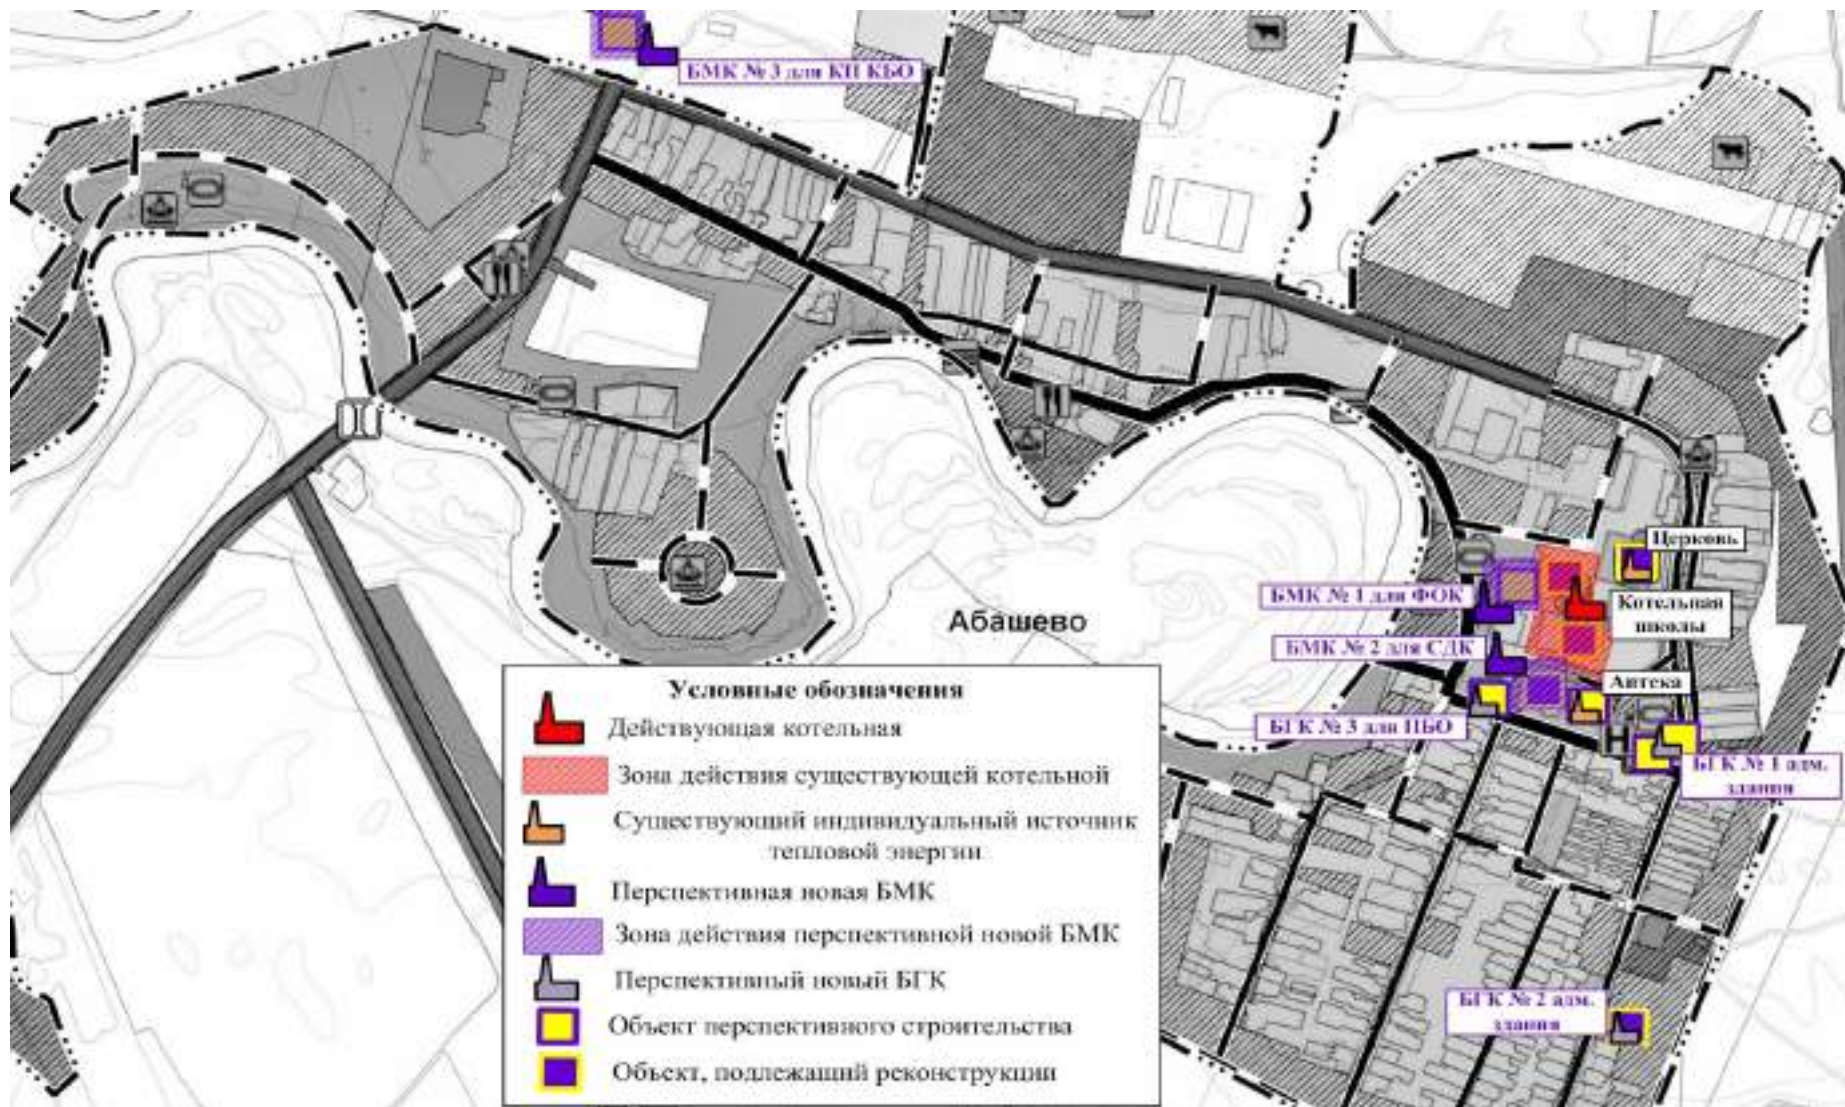 БМК № 3 для КП КБО
Церковь
БМК № 1 для ФОК
Котельная
школы
Абашево
БМК № 2 для СДК
Аптека
БГК № 3 для ПБО
БГК № 1 адм.
здания
Условные обозначения
Действующая котельная
Зона действия существующей котельной
Существующий индивидуальный источник
тепловой энергии
Перспективная новая БМК
Зона действия перспективной новой БМК
Перспективный новый БГК
Объект перспективного строительства
Объект, подлежащий реконструкции
БГК № 2 адм.
здания